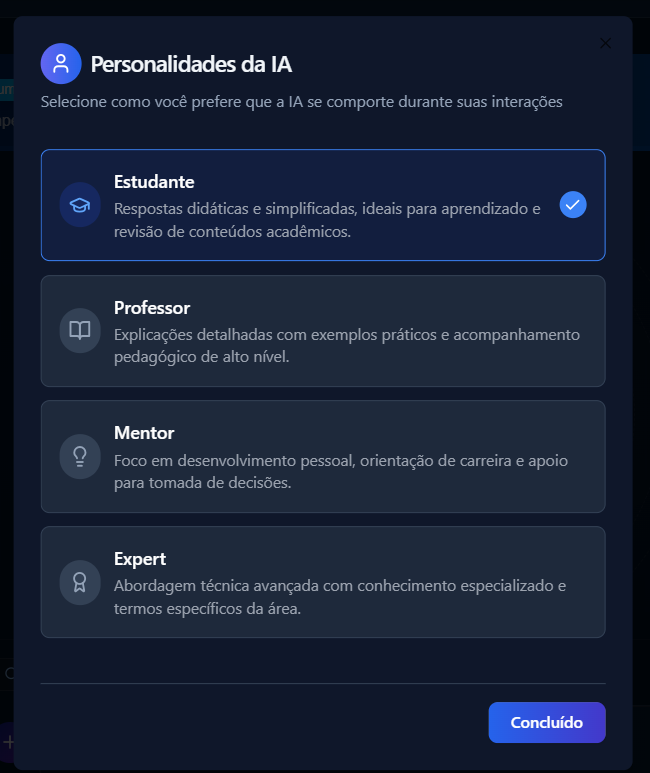 Personalidades da IA
Selecione como você prefere que a IA se comporte durante suas interações
Estudante
Respostas didáticas e simplificadas, ideais para aprendizado e
revisão de conteúdos acadêmicos.
Professor
Explicações detalhadas com exemplos práticos e acompanhamento
pedagógico de alto nível.
Mentor
Foco em desenvolvimento pessoal, orientação de carreira e apoio
para tomada de decisões.
Expert
Abordagem técnica avançada com conhecimento especializado e
termos específicos da área.
Concluído